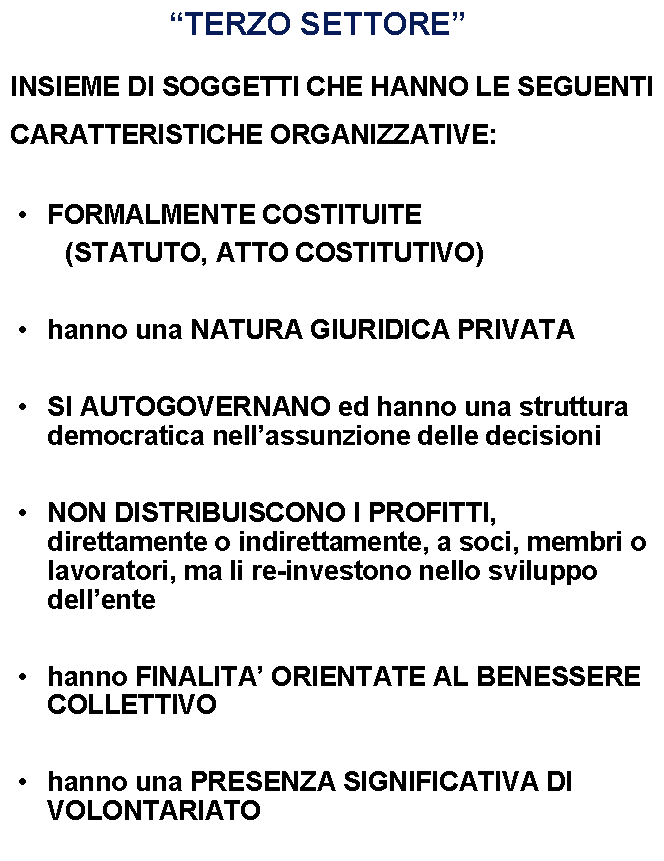 “TERZO SETTORE”
INSIEME DI SOGGETTI CHE HANNO LE SEGUENTI
CARATTERISTICHE ORGANIZZATIVE:
• FORMALMENTE COSTITUITE
(STATUTO, ATTO COSTITUTIVO)
• hanno una NATURA GIURIDICA PRIVATA
• SI AUTOGOVERNANO ed hanno una struttura
democratica nell’assunzione delle decisioni
• NON DISTRIBUISCONO I PROFITTI,
direttamente o indirettamente, a soci, membri o
lavoratori, ma li re-investono nello sviluppo
dell’ente
• hanno FINALITA’ ORIENTATE AL BENESSERE
COLLETTIVO
• hanno una PRESENZA SIGNIFICATIVA DI
VOLONTARIATO